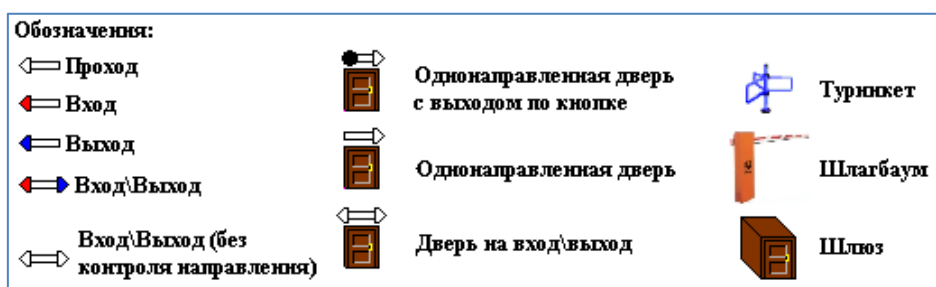 Обозначения:
Проход
Вход
Выход
Вход\Выход
Вход\Выход (без
контроля направления)
Однонаправленная дверь
с выходом по кнопке
Однонаправленная дверь
Дверь на вход\выход
Турникет
Шлагбаум
Шлюз